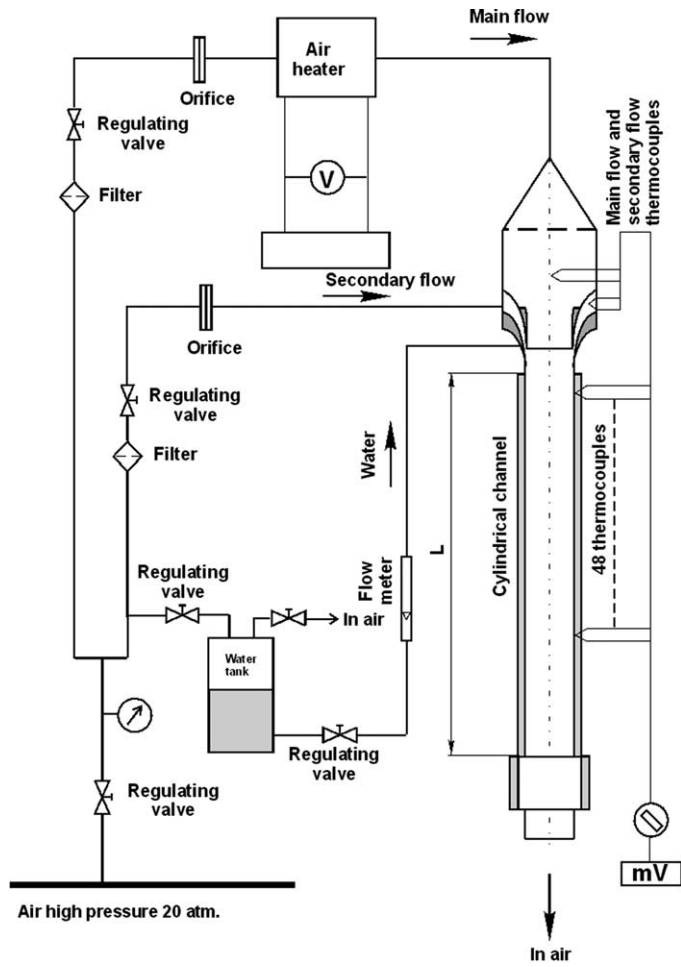 Main flow
Air
heater
Orifice
Regulating
valve
Filter
V
Main flow and
secondary flow
thermocouples
Secondary flow
Orifice
Regulating
valve
Filter
Water
Cylindrical channel
L
48 thermocouples
Flow
meter
Regulating
valve
In air
Water
tank
Regulating
valve
Regulating
valve
mV
Air high pressure 20 atm.
In air